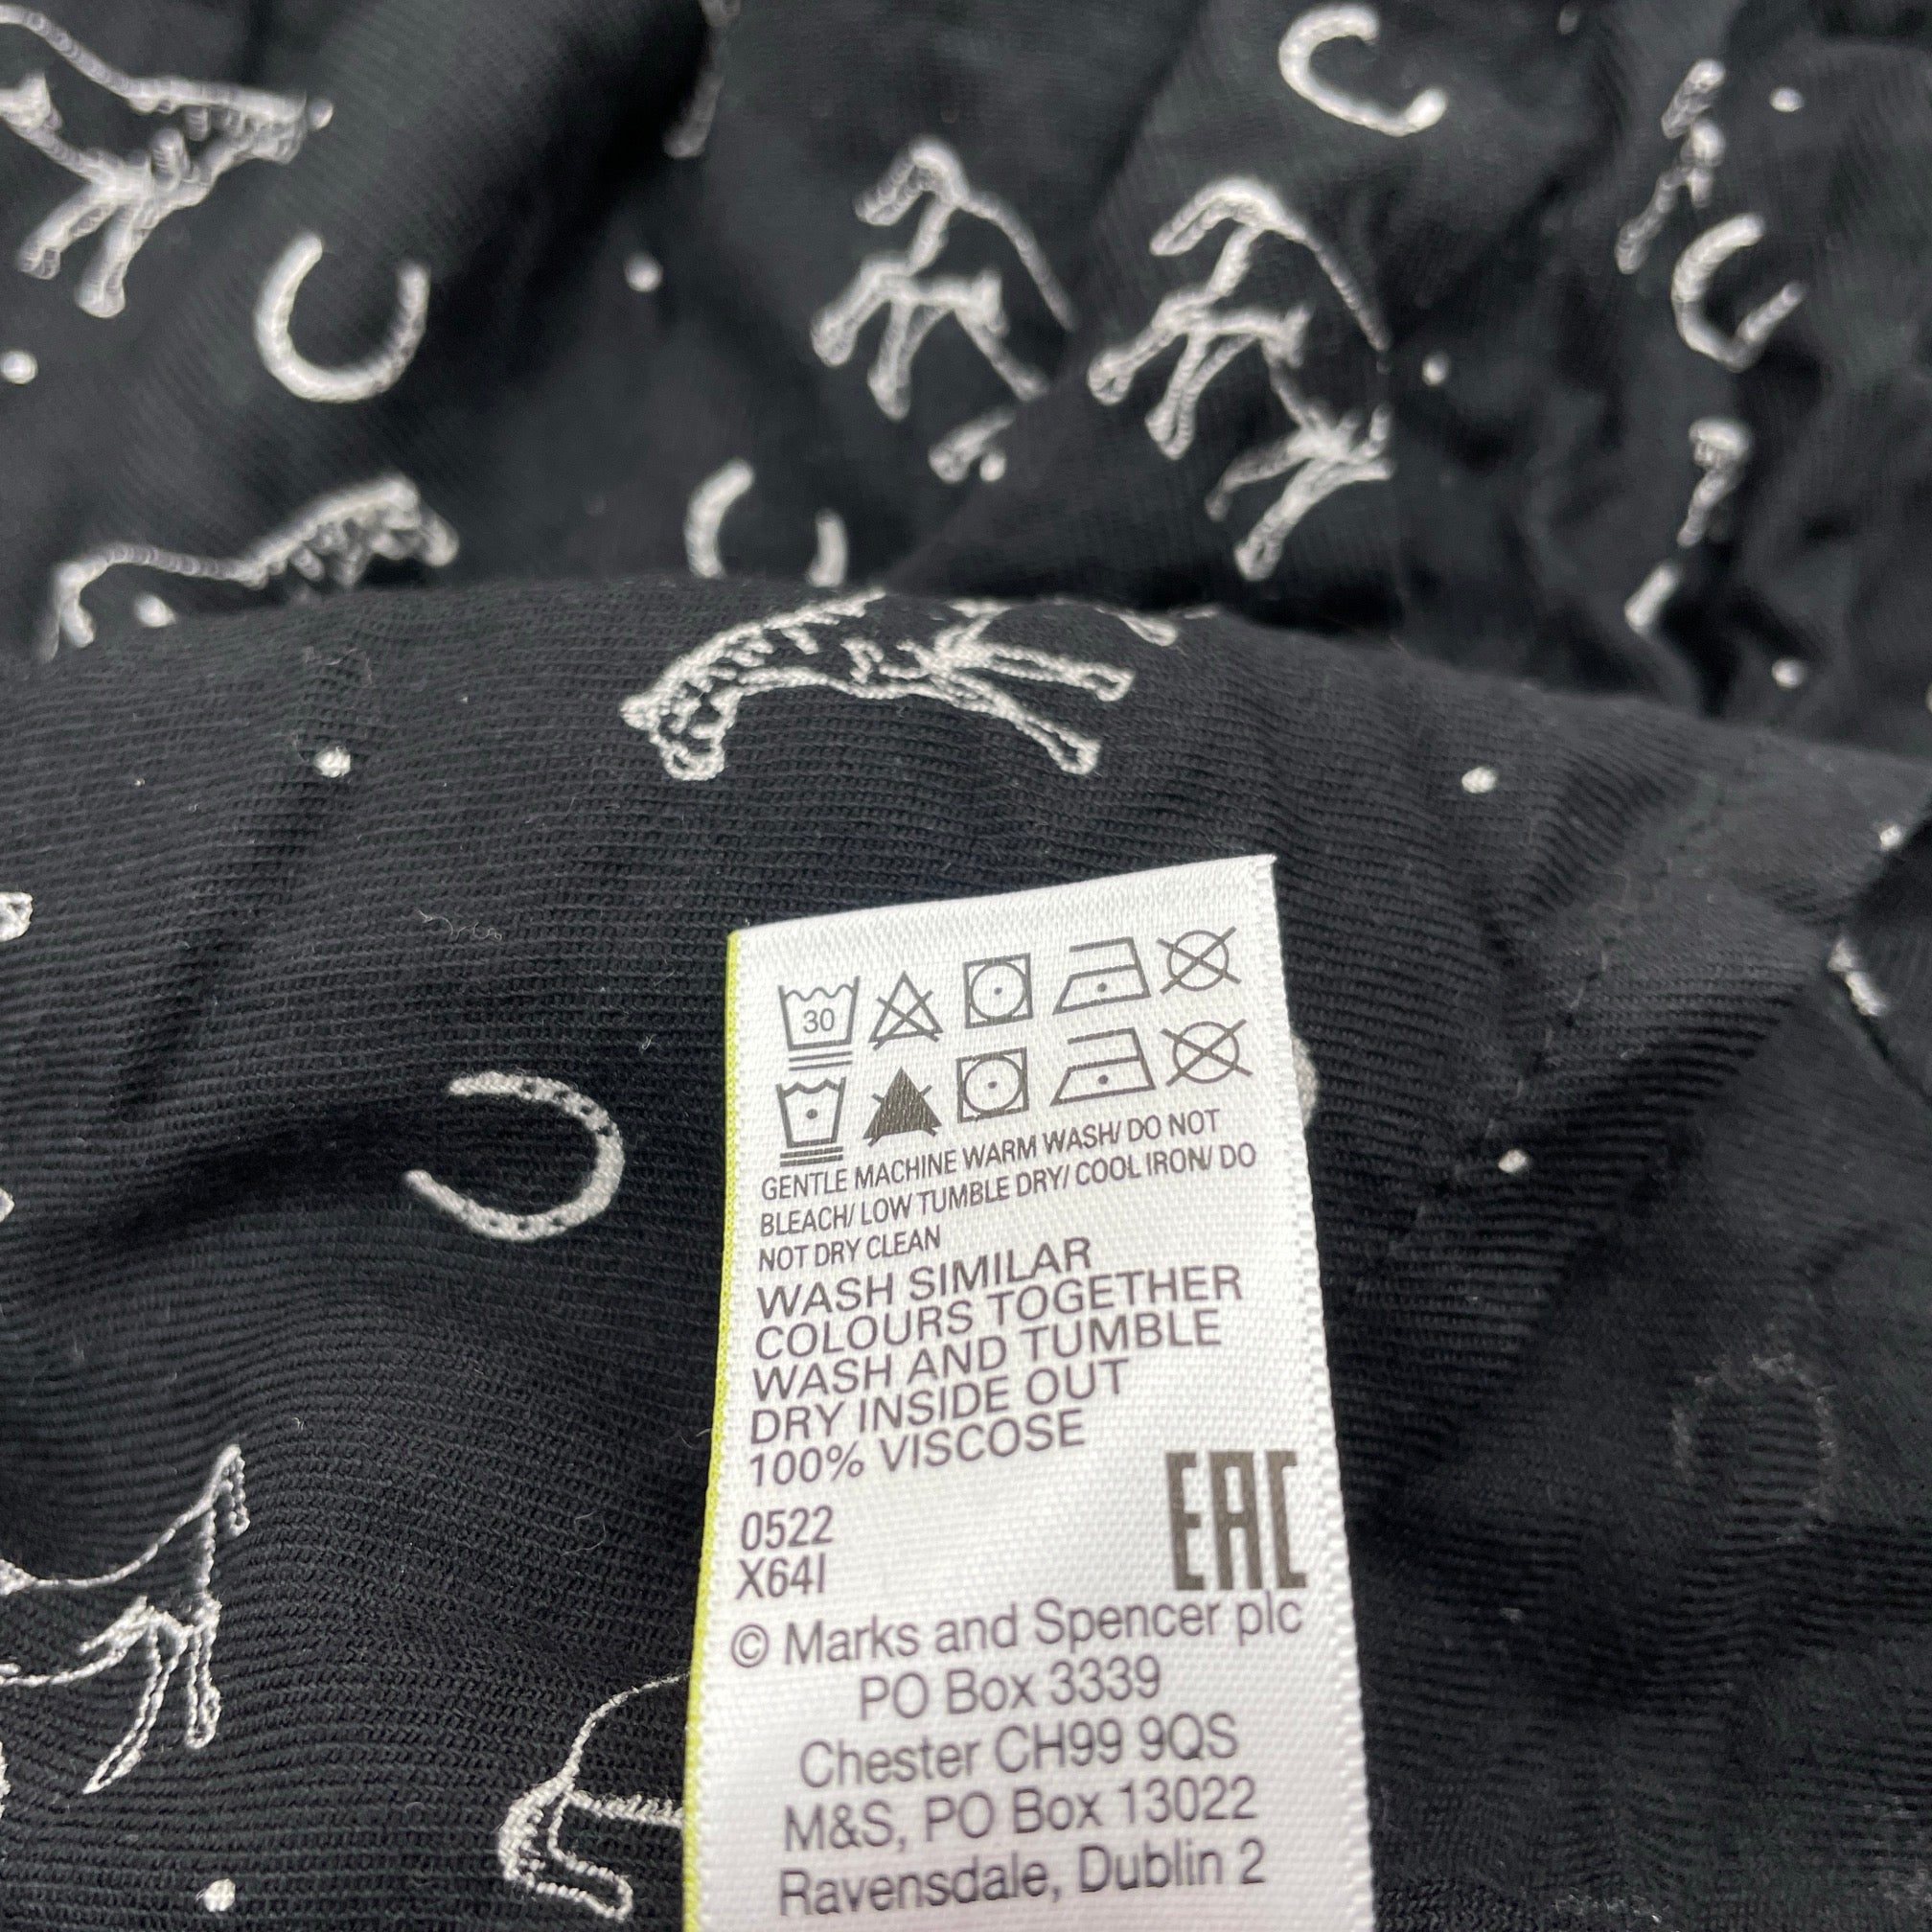 30
GENTLE MACHINE WARM WASH/ DO NOT
BLEACH/ LOW TUMBLE DRY/ COOL IRON/ DO
NOT DRY CLEAN
WASH SIMILAR
COLOURS TOGETHER
WASH AND TUMBLE
DRY INSIDE OUT
100% VISCOSE
EAC
0522
X64I
© Marks and Spencer plc
PO Box 3339
Chester CH99 9QS
M&S, PO Box 13022
Ravensdale, Dublin 2